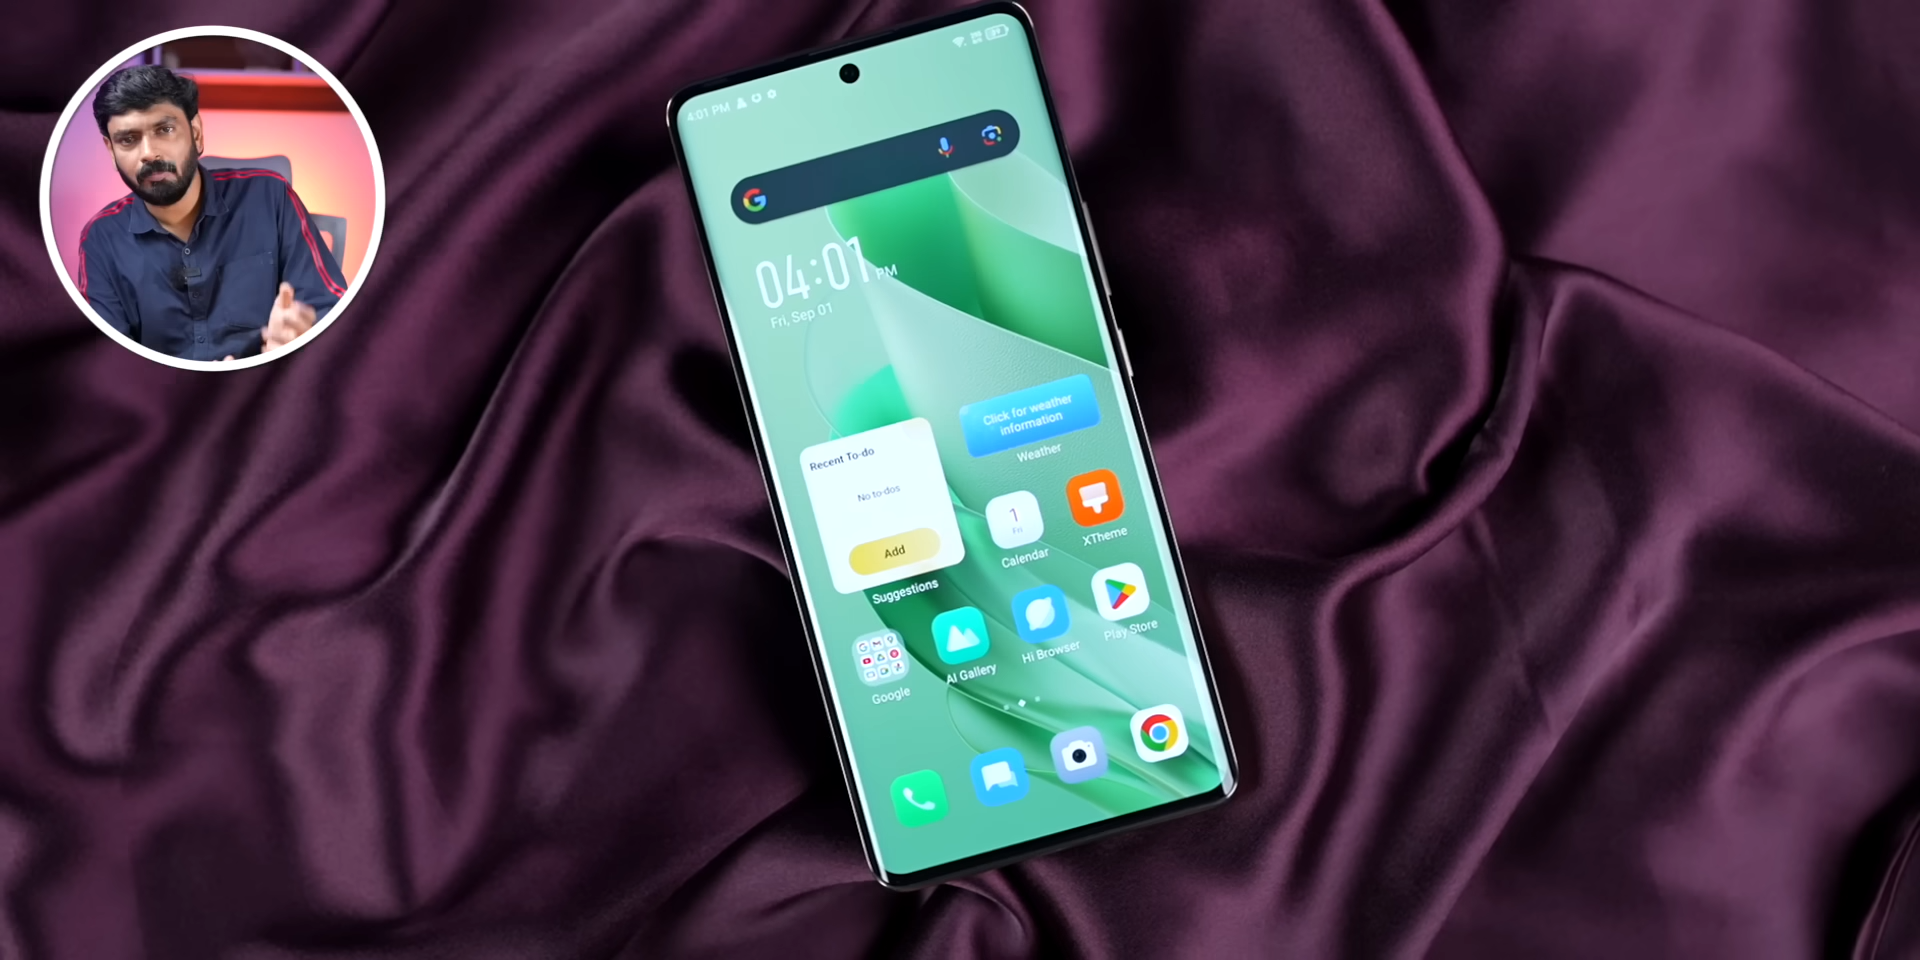 4:01 PM
04:01 PM
Fri, Sep 01
Click for weather
information
Weather
Recent To-do
No to-dos
Add
Suggestions
1
Fri
Calendar
XTheme
Google
AI Gallery
Hi Browser
Play Store